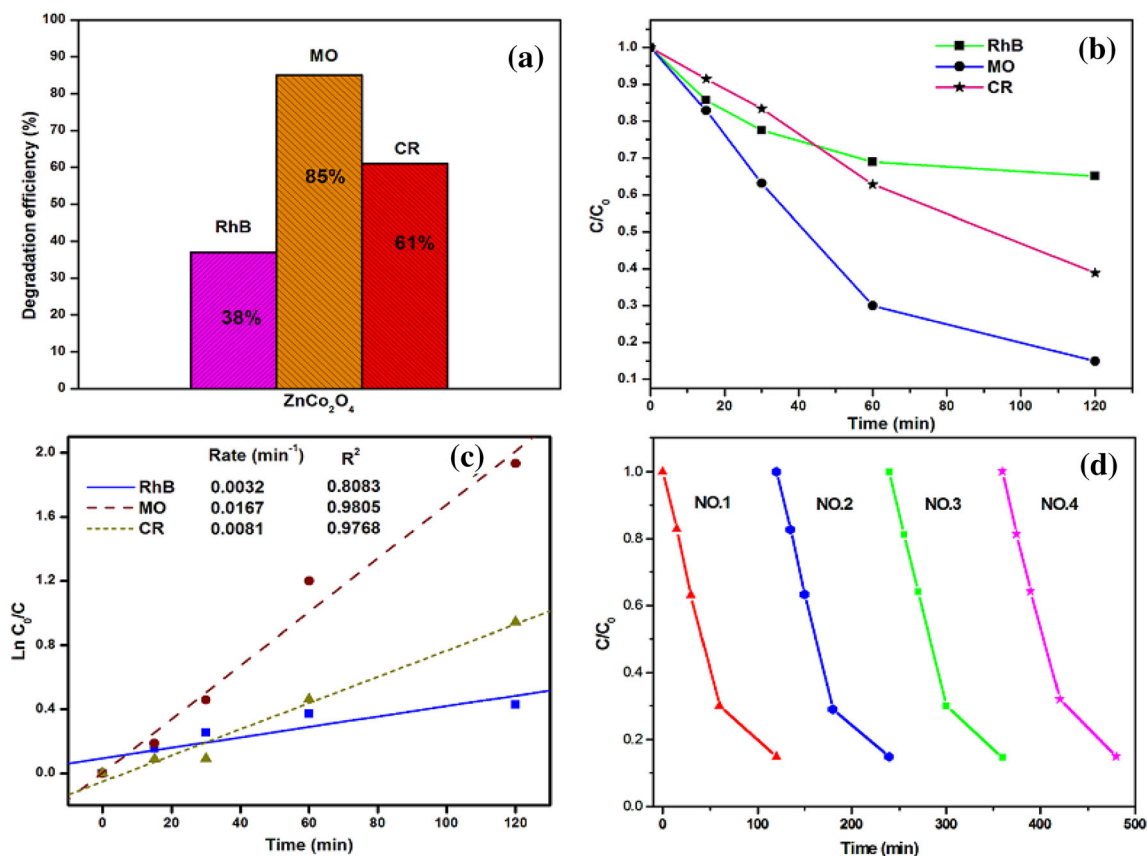 (a)
Degradation efficiency (%)
100
90
80
70
60
50
40
30
20
10
0
RhB
MO
CR
38%
85%
61%
ZnCo₂O₄
(b)
C/C₀
1.0
0.9
0.8
0.7
0.6
0.5
0.4
0.3
0.2
0.1
RhB
MO
CR
0 20 40 60 80 100 120
Time (min)
(c)
Ln C₀/C
2.0
1.6
1.2
0.8
0.4
0.0
Rate (min⁻¹) R²
RhB 0.0032 0.8083
MO 0.0167 0.9805
CR 0.0081 0.9768
0 20 40 60 80 100 120
Time (min)
(d)
C/C₀
1.0
0.8
0.6
0.4
0.2
0.0
NO.1 NO.2 NO.3 NO.4
0 100 200 300 400 500
Time (min)